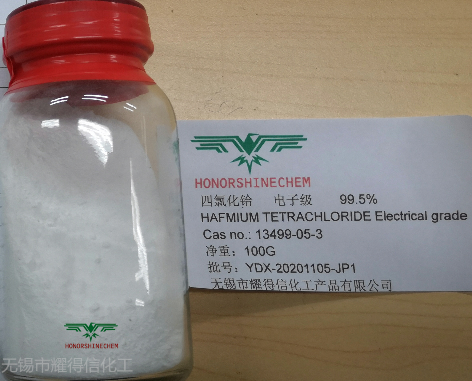 HONORSHINECHEM
四氯化铪 电子级 99.5%
HAFMIUM TETRACHLORIDE Electrical grade
Cas no.: 13499-05-3
净重：100G
批号：YDX-20201105-JP1
无锡市耀得信化工产品有限公司
HONORSHINECHEM
无锡市耀得信化工